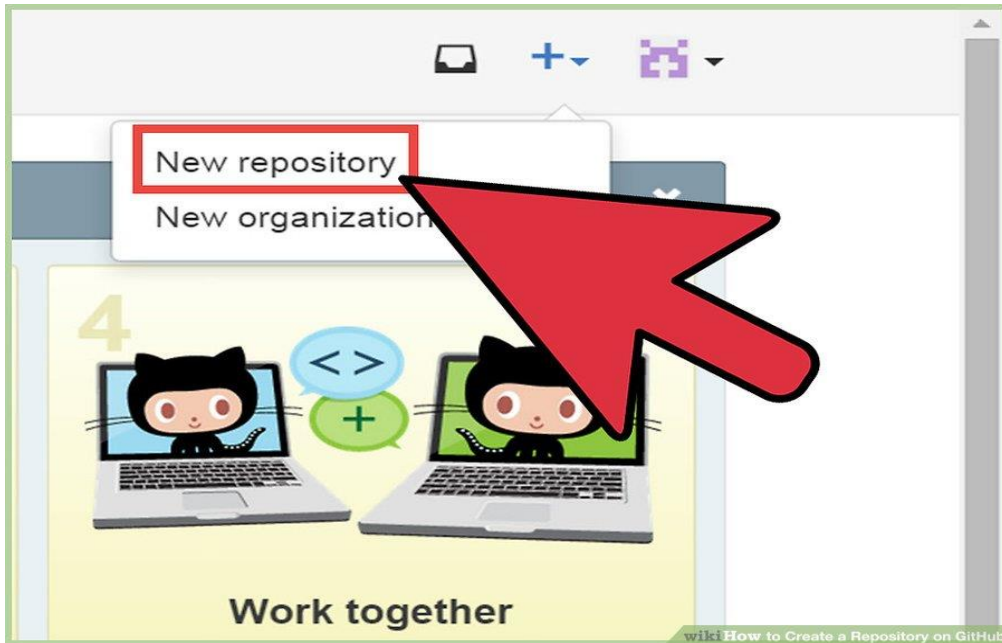 New repository
New organization
4
<>
+
Work together
wikiHow to Create a Repository on GitHub